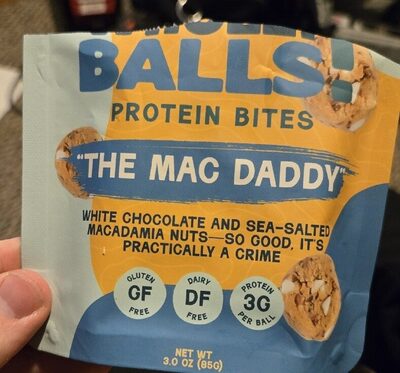 BALLS!
PROTEIN BITES
"THE MAC DADDY"
WHITE CHOCOLATE AND SEA-SALTED
MACADAMIA NUTS—SO GOOD, IT'S
PRACTICALLY A CRIME
GLUTEN
GF
FREE
DAIRY
DF
FREE
PROTEIN
3G
PER BALL
NET WT
3.0 OZ (85G)